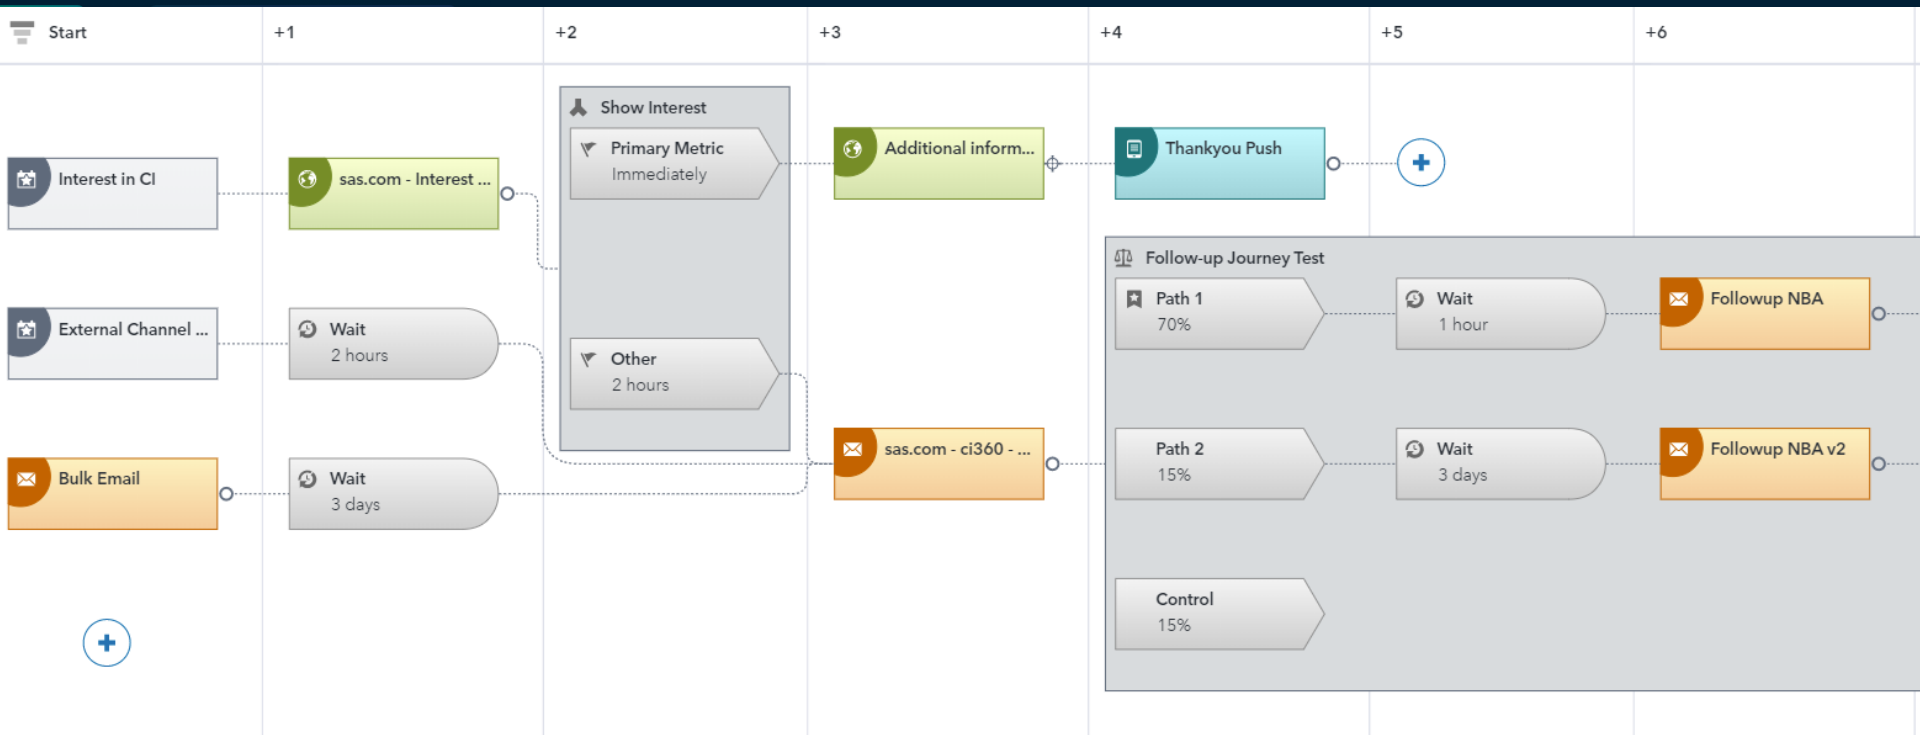 Start
+1
+2
+3
+4
+5
+6
Show Interest
Primary Metric
Immediately
Additional inform...
Thankyou Push
Interest in CI
sas.com - Interest ...
Follow-up Journey Test
Path 1
70%
Wait
1 hour
Followup NBA
External Channel ...
Wait
2 hours
Other
2 hours
sas.com - ci360 - ...
Path 2
15%
Wait
3 days
Followup NBA v2
Bulk Email
Wait
3 days
Control
15%